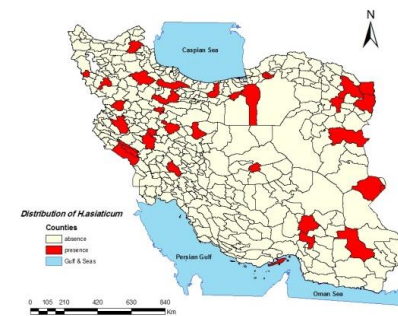 N
Caspian Sea
Distribution of H.asiaticum
Counties
absence
presence
Gulf & Seas
Persian Gulf
Oman Sea
0 105 210 420 630 840
Km